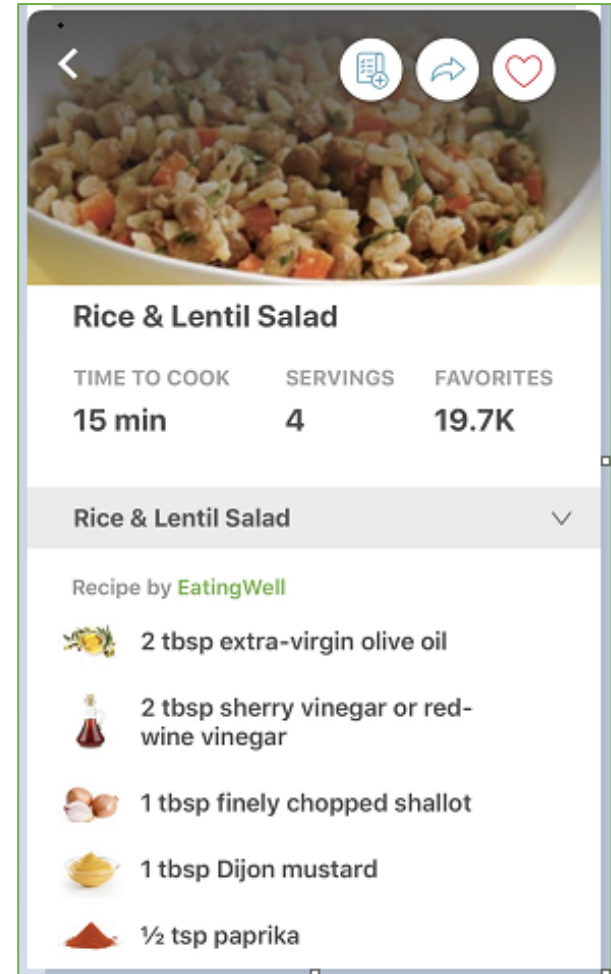 Rice & Lentil Salad
TIME TO COOK SERVINGS FAVORITES
15 min 4 19.7K
Rice & Lentil Salad
Recipe by EatingWell
2 tbsp extra-virgin olive oil
2 tbsp sherry vinegar or red-
wine vinegar
1 tbsp finely chopped shallot
1 tbsp Dijon mustard
½ tsp paprika